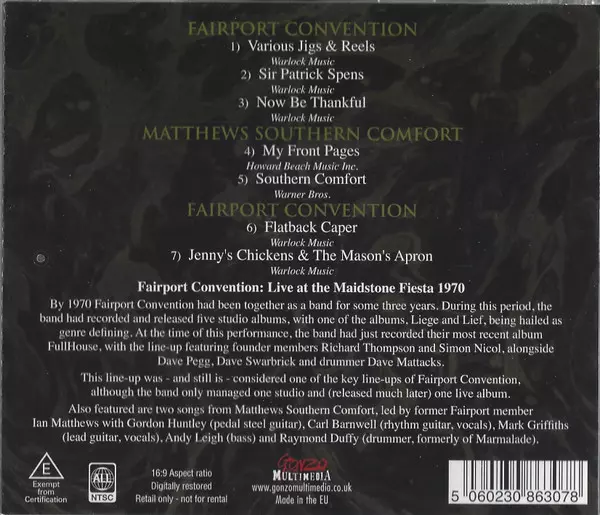 FAIRPORT CONVENTION
1) Various Jigs & Reels
Warlock Music
2) Sir Patrick Spens
Warlock Music
3) Now Be Thankful
Warlock Music
MATTHEWS SOUTHERN COMFORT
4) My Front Pages
Howard Beach Music Inc.
5) Southern Comfort
Warner Bros.
FAIRPORT CONVENTION
6) Flatback Caper
Warlock Music
7) Jenny's Chickens & The Mason's Apron
Warlock Music
Fairport Convention: Live at the Maidstone Fiesta 1970
By 1970 Fairport Convention had been together as a band for some three years. During this period, the
band had recorded and released five studio albums, with one of the albums, Liege and Lief, being hailed as
genre defining. At the time of this performance, the band had just recorded their most recent album
FullHouse, with the line-up featuring founder members Richard Thompson and Simon Nicol, alongside
Dave Pegg, Dave Swarbrick and drummer Dave Mattacks.
This line-up was - and still is - considered one of the key line-ups of Fairport Convention,
although the band only managed one studio and (released much later) one live album.
Also featured are two songs from Matthews Southern Comfort, led by former Fairport member
Ian Matthews with Gordon Huntley (pedal steel guitar), Carl Barnwell (rhythm guitar, vocals), Mark Griffiths
(lead guitar, vocals), Andy Leigh (bass) and Raymond Duffy (drummer, formerly of Marmalade).
E
Exempt
from
Certification
ALL
NTSC
16:9 Aspect ratio
Digitally restored
Retail only - not for rental
Gonzo
MULTIMEDIA
www.gonzomultimedia.co.uk
Made in the EU
5 060230 863078